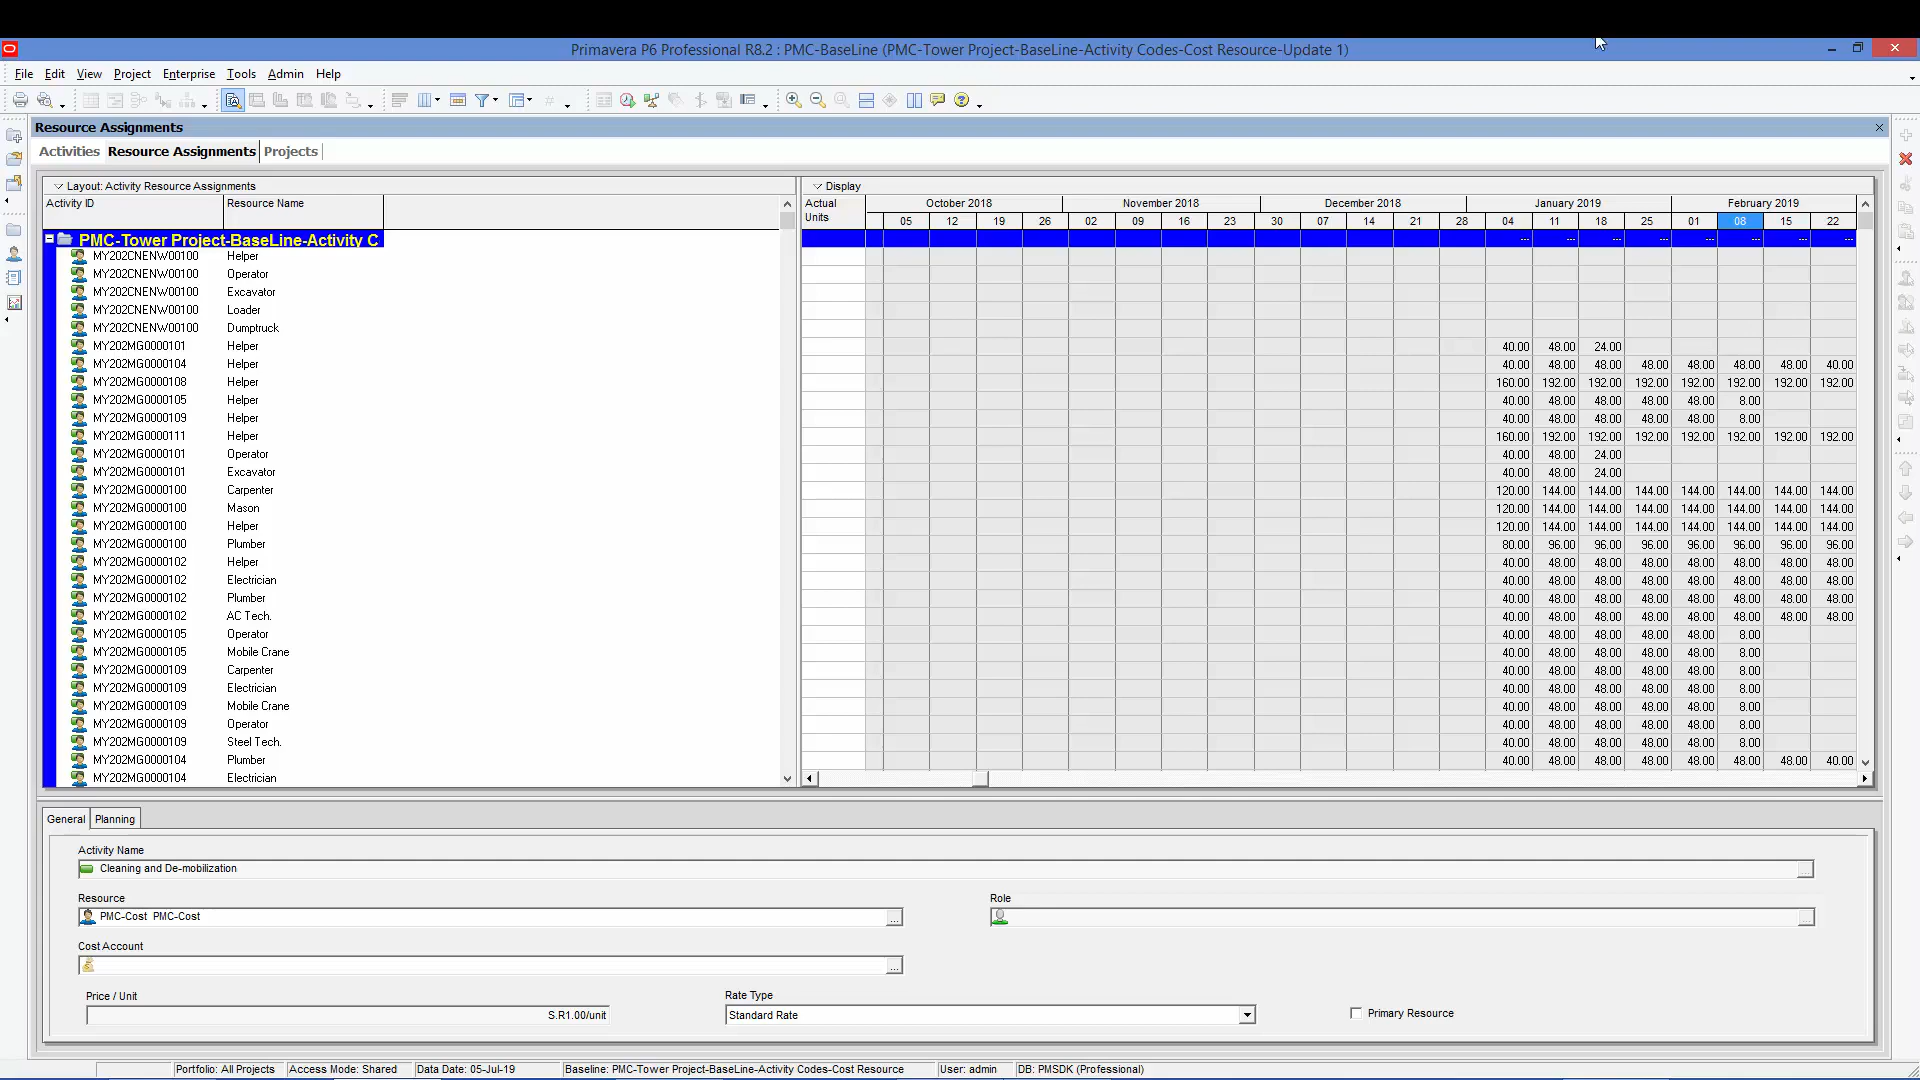 Primavera P6 Professional R8.2 : PMC-BaseLine (PMC-Tower Project-BaseLine-Activity Codes-Cost Resource-Update 1)
File Edit View Project Enterprise Tools Admin Help
Resource Assignments
Activities Resource Assignments Projects
Layout: Activity Resource Assignments Display
Activity ID Resource Name Actual Units October 2018 November 2018 December 2018 January 2019 February 2019
05 12 19 26 02 09 16 23 30 07 14 21 28 04 11 18 25 01 08 15 22
PMC-Tower Project-BaseLine-Activity C ... ... ... ... ... ... ... ...
MY202CNENW00100 Helper
MY202CNENW00100 Operator
MY202CNENW00100 Excavator
MY202CNENW00100 Loader
MY202CNENW00100 Dumptruck
MY202MG0000101 Helper 40.00 48.00 24.00
MY202MG0000104 Helper 40.00 48.00 48.00 48.00 48.00 48.00 48.00 40.00
MY202MG0000108 Helper 160.00 192.00 192.00 192.00 192.00 192.00 192.00 192.00
MY202MG0000105 Helper 40.00 48.00 48.00 48.00 48.00 8.00
MY202MG0000109 Helper 40.00 48.00 48.00 48.00 48.00 8.00
MY202MG0000111 Helper 160.00 192.00 192.00 192.00 192.00 192.00 192.00 192.00
MY202MG0000101 Operator 40.00 48.00 24.00
MY202MG0000101 Excavator 40.00 48.00 24.00
MY202MG0000100 Carpenter 120.00 144.00 144.00 144.00 144.00 144.00 144.00 144.00
MY202MG0000100 Mason 120.00 144.00 144.00 144.00 144.00 144.00 144.00 144.00
MY202MG0000100 Helper 120.00 144.00 144.00 144.00 144.00 144.00 144.00 144.00
MY202MG0000100 Plumber 80.00 96.00 96.00 96.00 96.00 96.00 96.00 96.00
MY202MG0000102 Helper 40.00 48.00 48.00 48.00 48.00 48.00 48.00 48.00
MY202MG0000102 Electrician 40.00 48.00 48.00 48.00 48.00 48.00 48.00 48.00
MY202MG0000102 Plumber 40.00 48.00 48.00 48.00 48.00 48.00 48.00 48.00
MY202MG0000102 AC Tech. 40.00 48.00 48.00 48.00 48.00 48.00 48.00 48.00
MY202MG0000105 Operator 40.00 48.00 48.00 48.00 48.00 8.00
MY202MG0000105 Mobile Crane 40.00 48.00 48.00 48.00 48.00 8.00
MY202MG0000109 Carpenter 40.00 48.00 48.00 48.00 48.00 8.00
MY202MG0000109 Electrician 40.00 48.00 48.00 48.00 48.00 8.00
MY202MG0000109 Mobile Crane 40.00 48.00 48.00 48.00 48.00 8.00
MY202MG0000109 Operator 40.00 48.00 48.00 48.00 48.00 8.00
MY202MG0000109 Steel Tech. 40.00 48.00 48.00 48.00 48.00 8.00
MY202MG0000104 Plumber 40.00 48.00 48.00 48.00 48.00 48.00 48.00 40.00
MY202MG0000104 Electrician
General Planning
Activity Name
Cleaning and De-mobilization
Resource Role
PMC-Cost PMC-Cost
Cost Account
Price / Unit Rate Type
S.R1.00/unit Standard Rate Primary Resource
Portfolio: All Projects Access Mode: Shared Data Date: 05-Jul-19 Baseline: PMC-Tower Project-BaseLine-Activity Codes-Cost Resource User: admin DB: PMSDK (Professional)